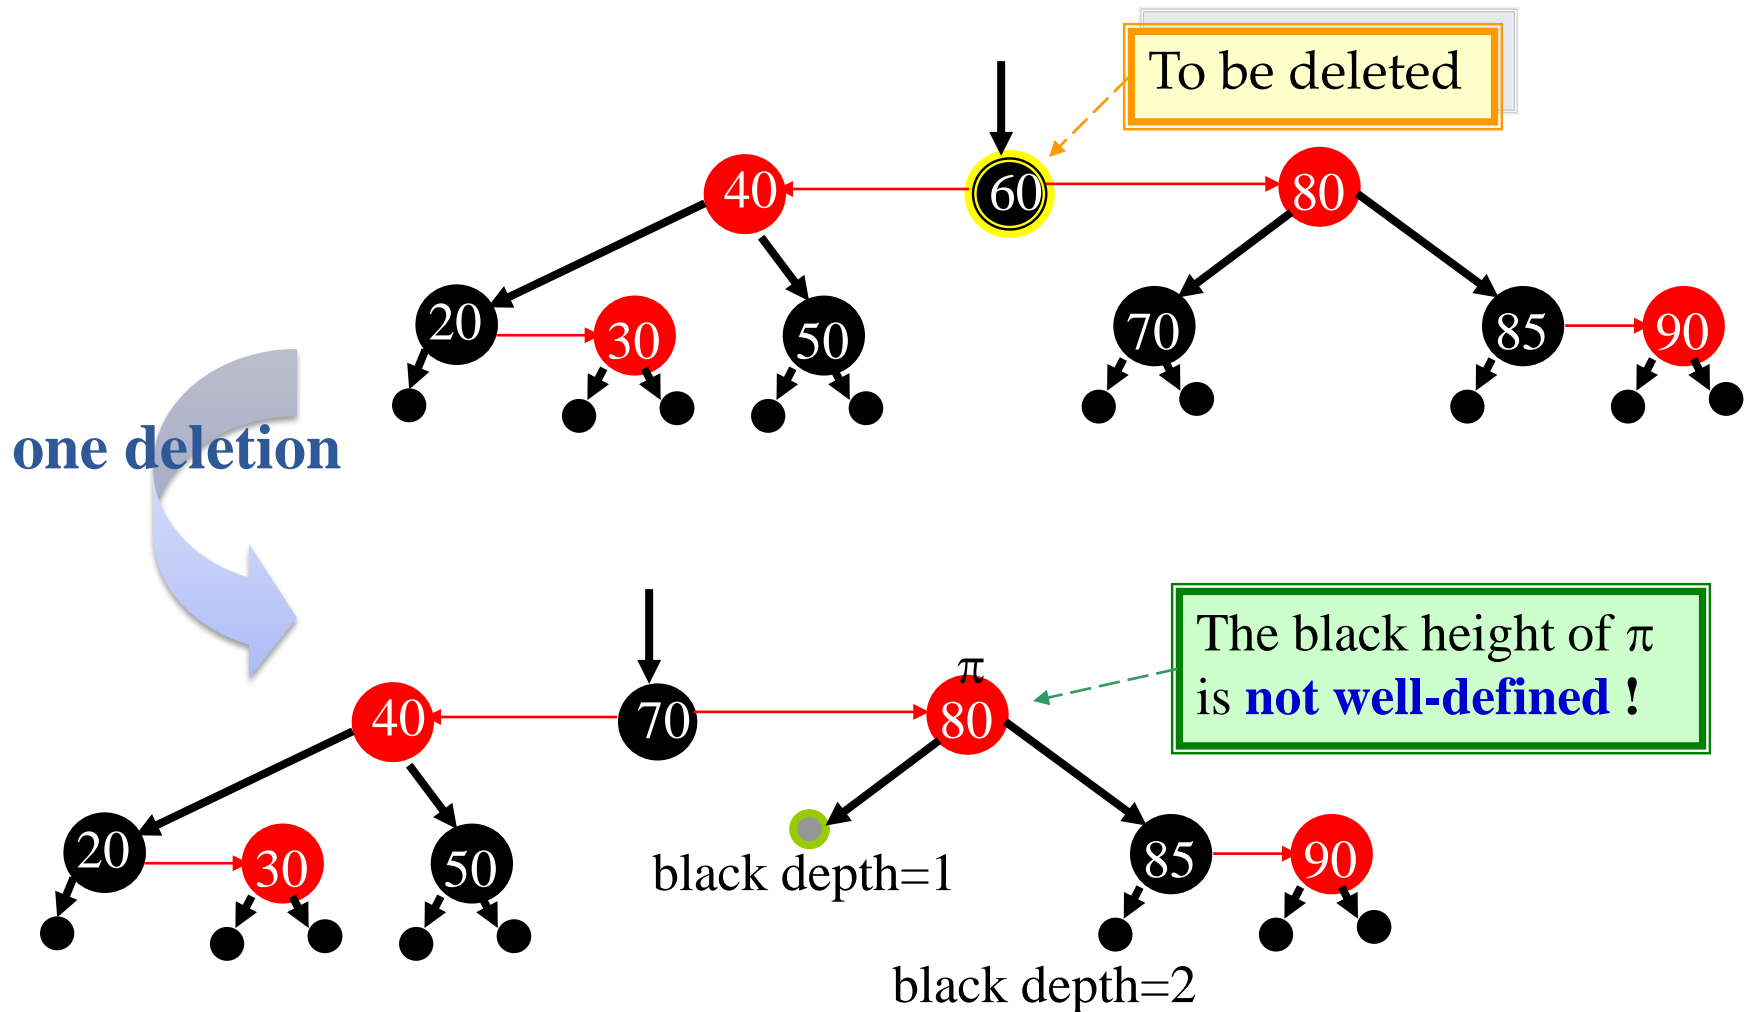 To be deleted
40
60
80
20
30
50
70
85
90
one deletion
The black height of π
is not well-defined !
π
40
70
80
20
30
50
85
90
black depth=1
black depth=2